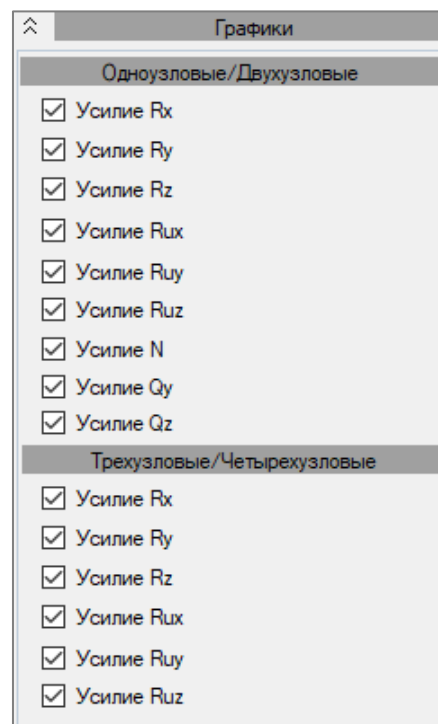 Графики
Одноузловые/Двухузловые
Усилие Rx
Усилие Ry
Усилие Rz
Усилие Rux
Усилие Ruy
Усилие Ruz
Усилие N
Усилие Qy
Усилие Qz
Трехузловые/Четырехузловые
Усилие Rx
Усилие Ry
Усилие Rz
Усилие Rux
Усилие Ruy
Усилие Ruz